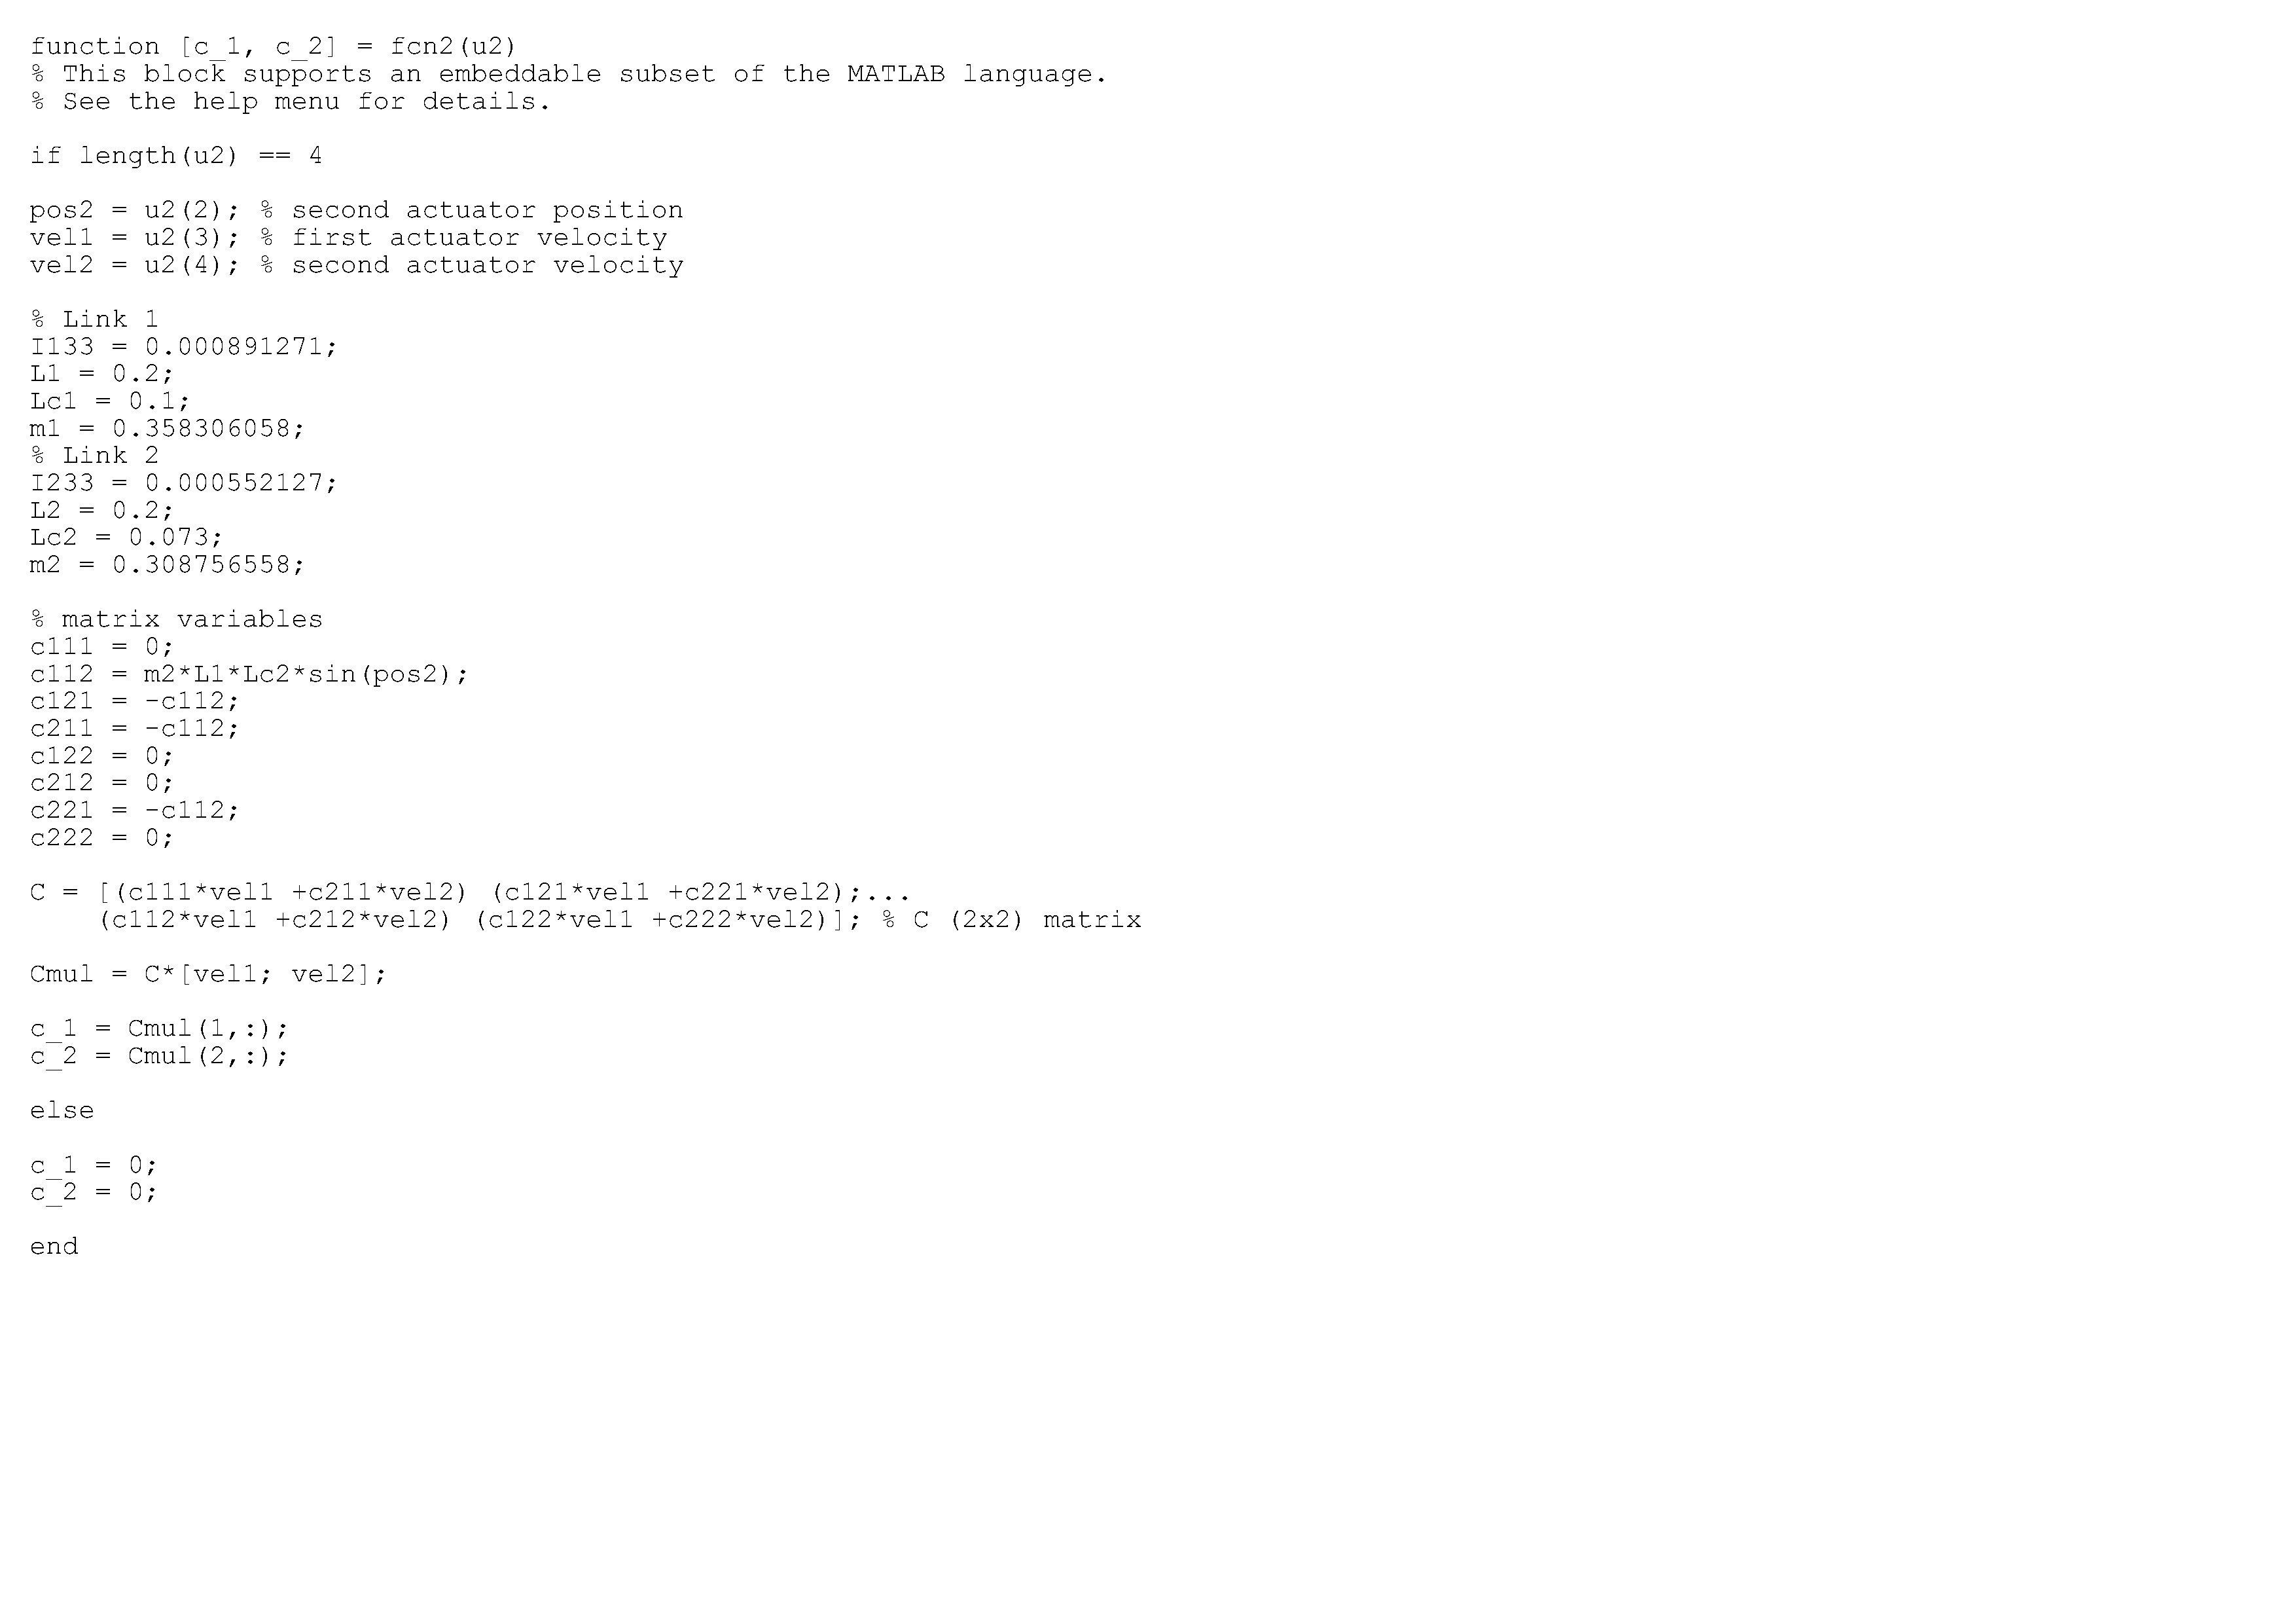 function [c_1, c_2] = fcn2(u2)
% This block supports an embeddable subset of the MATLAB language.
% See the help menu for details.
if length(u2) == 4
pos2 = u2(2); % second actuator position
vel1 = u2(3); % first actuator velocity
vel2 = u2(4); % second actuator velocity
% Link 1
I133 = 0.000891271;
L1 = 0.2;
Lc1 = 0.1;
m1 = 0.358306058;
% Link 2
I233 = 0.000552127;
L2 = 0.2;
Lc2 = 0.073;
m2 = 0.308756558;
% matrix variables
c111 = 0;
c112 = m2*L1*Lc2*sin(pos2);
c121 = -c112;
c211 = -c112;
c122 = 0;
c212 = 0;
c221 = -c112;
c222 = 0;
C = [(c111*vel1 +c211*vel2) (c121*vel1 +c221*vel2);...
(c112*vel1 +c212*vel2) (c122*vel1 +c222*vel2)]; % C (2x2) matrix
Cmul = C*[vel1; vel2];
c_1 = Cmul(1,:);
c_2 = Cmul(2,:);
else
c_1 = 0;
c_2 = 0;
end